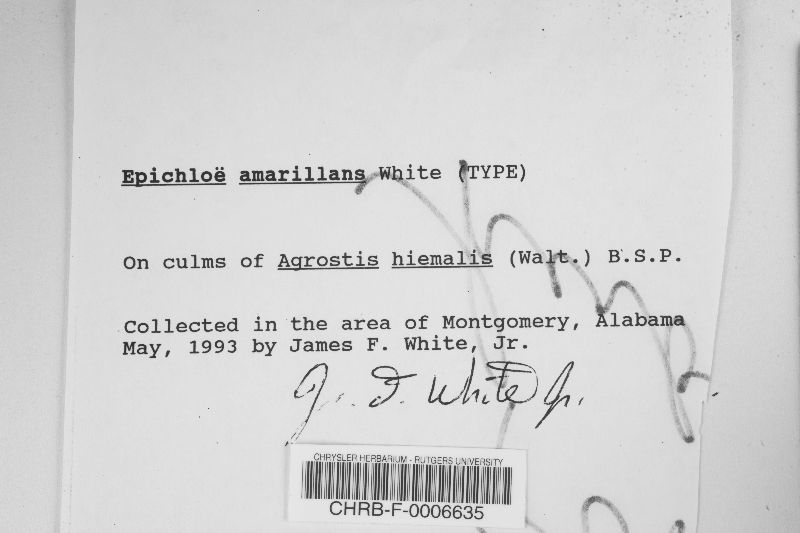 Epichloë amarillans White (TYPE)
On culms of Agrostis hiemalis (Walt.) B.S.P.
Collected in the area of Montgomery, Alabama
May, 1993 by James F. White, Jr.
J. F. White Jr.
CHRYSLER HERBARIUM - RUTGERS UNIVERSITY
CHRB-F-0006635